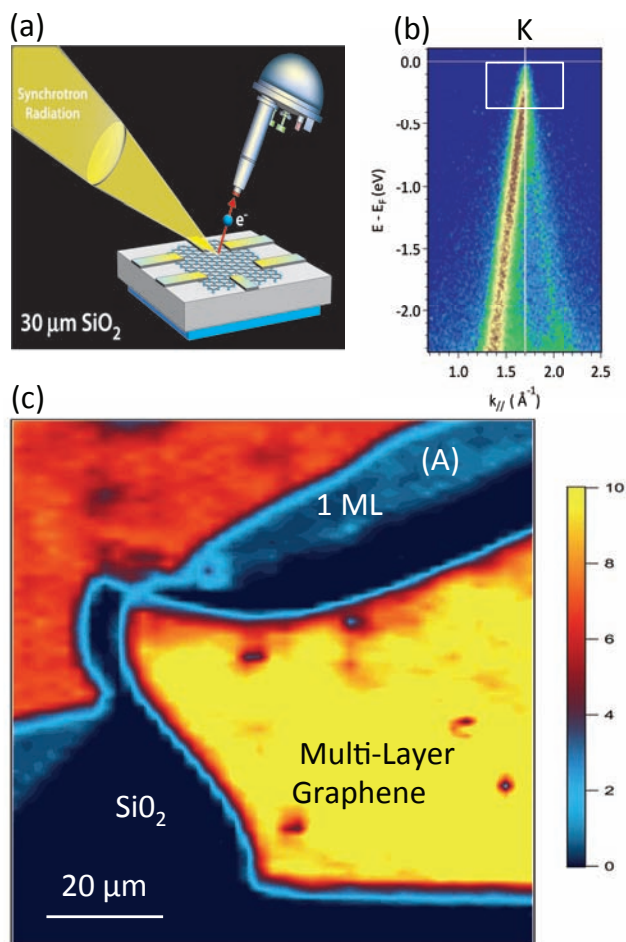 (a)
Synchrotron
Radiation
e-
30 μm SiO₂
(b)
K
0.0
-0.5
-1.0
-1.5
-2.0
E - E_F (eV)
1.0 1.5 2.0 2.5
k_// (Å⁻¹)
(c)
(A)
1 ML
Multi-Layer
Graphene
Si0₂
20 μm
10
8
6
4
2
0